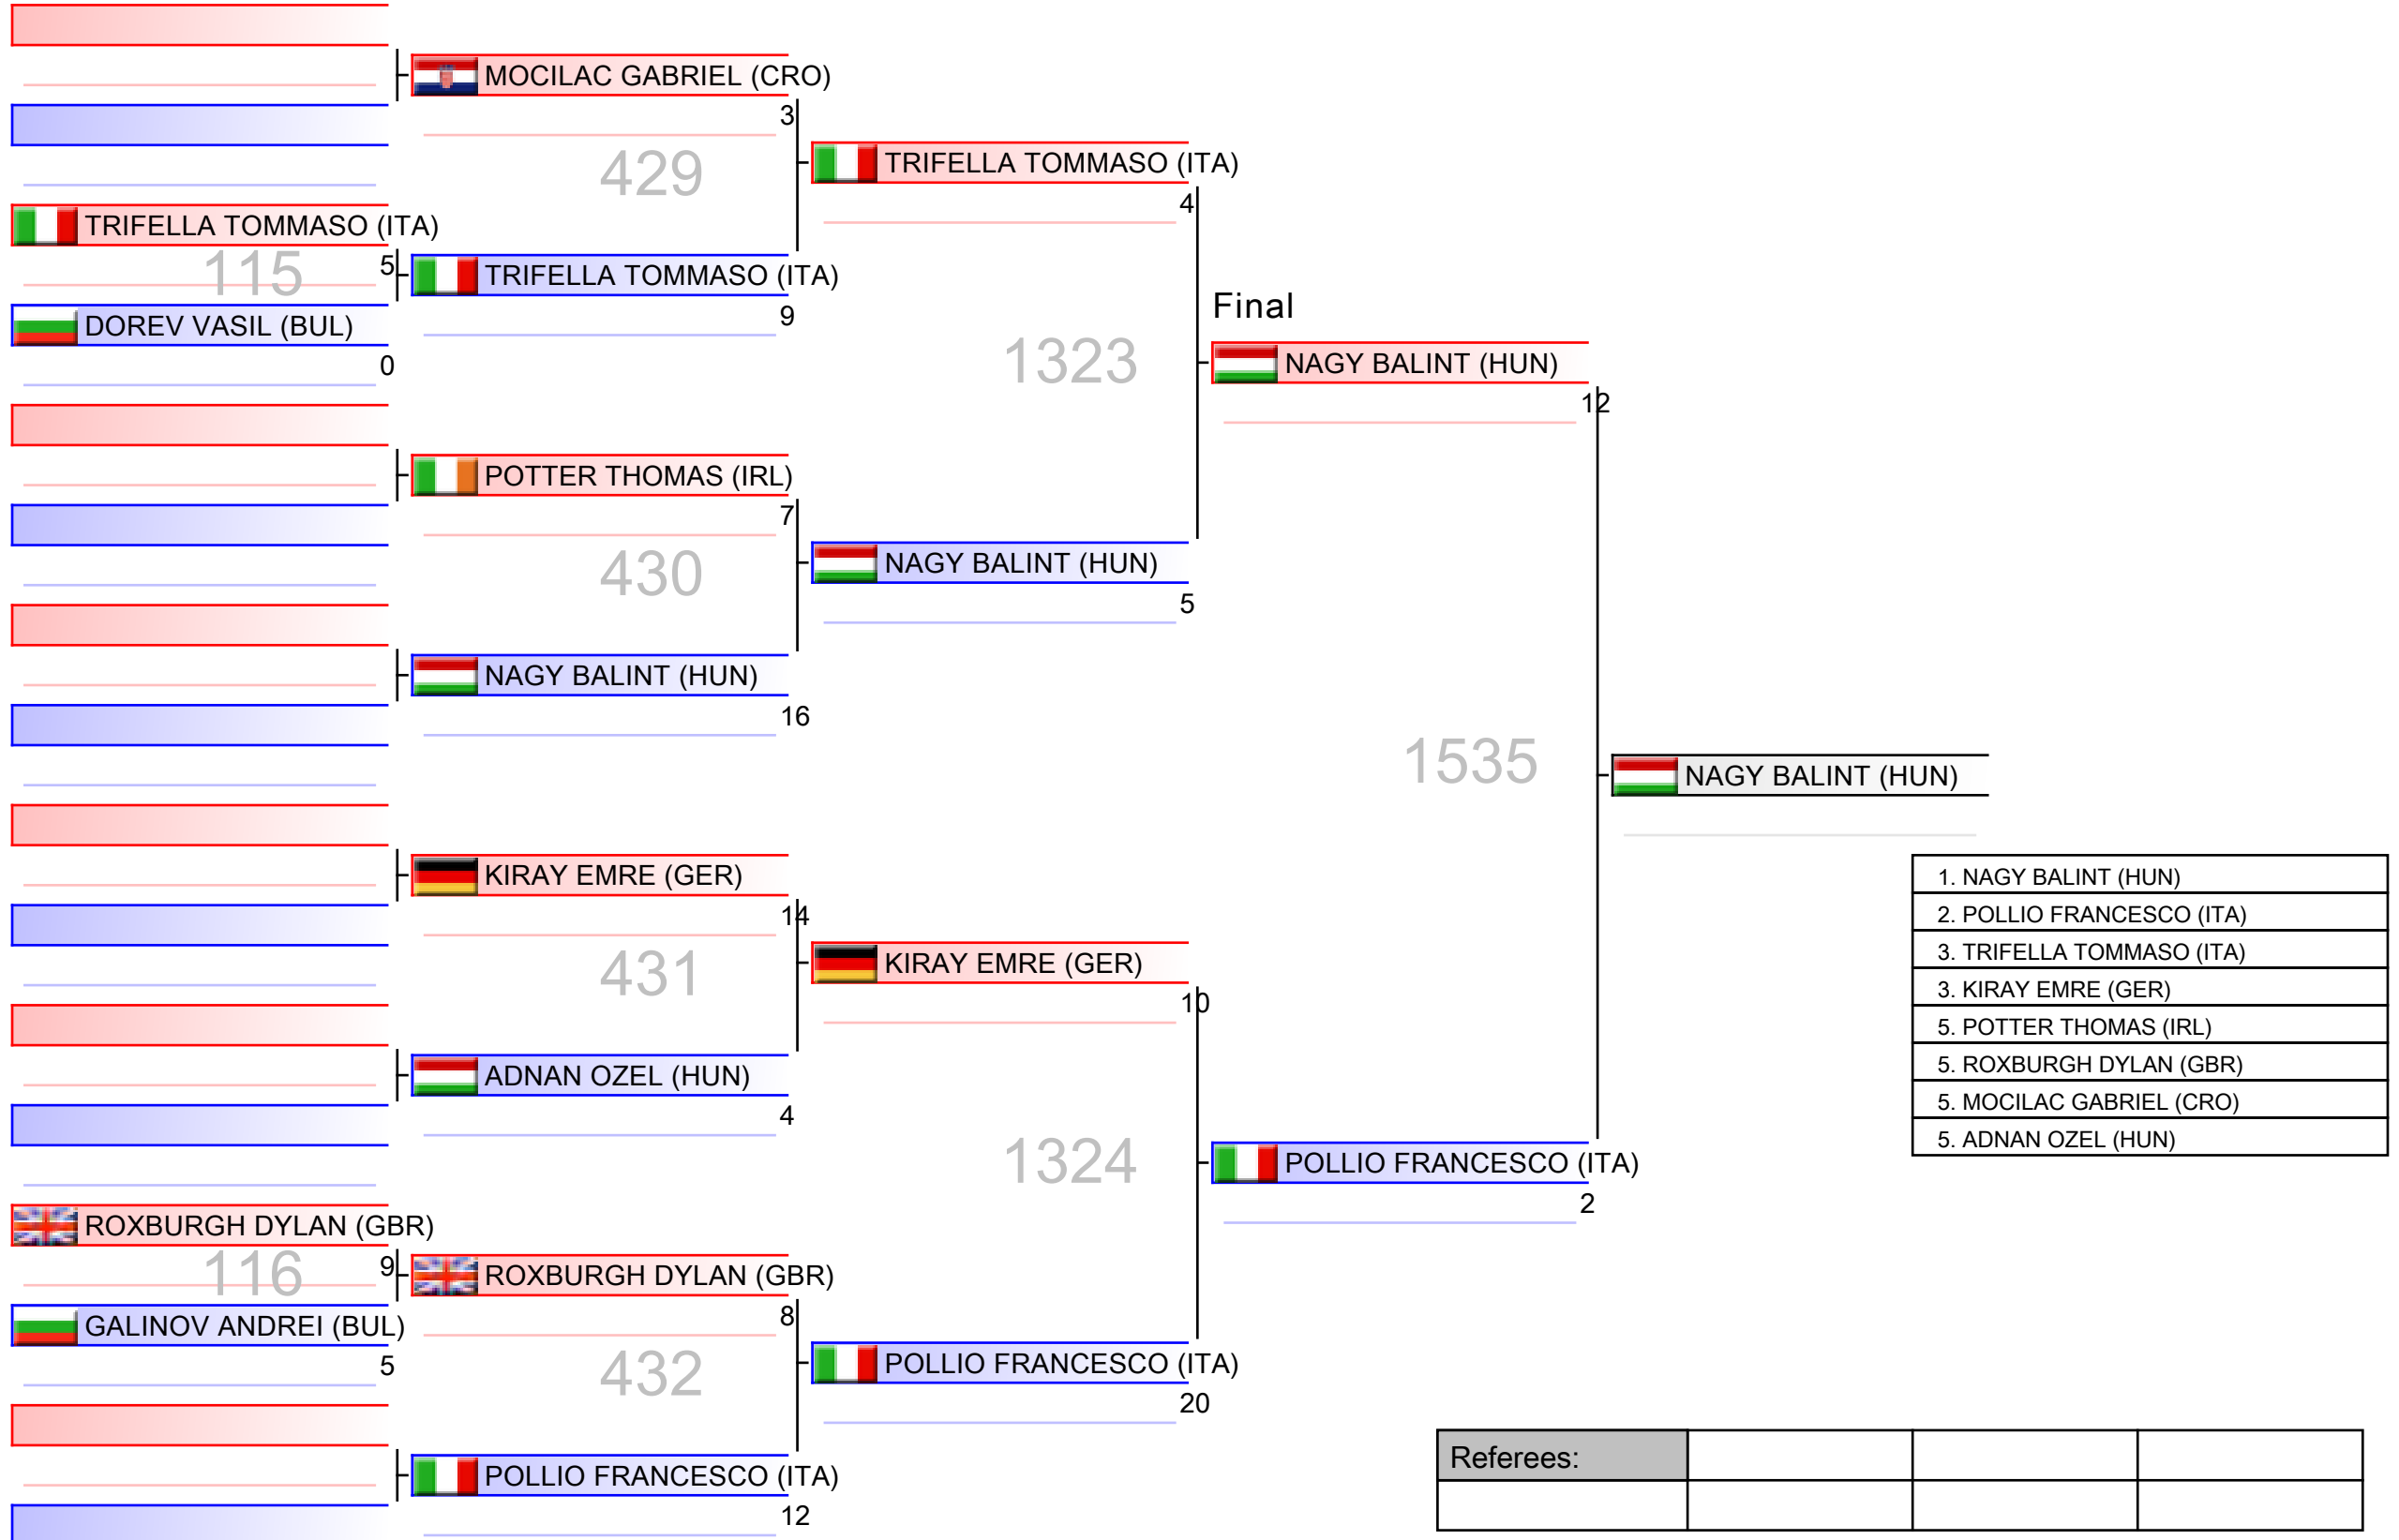 MOCILAC GABRIEL (CRO)
3
429
TRIFELLA TOMMASO (ITA)
4
TRIFELLA TOMMASO (ITA)
5
115
TRIFELLA TOMMASO (ITA)
9
DOREV VASIL (BUL)
0
Final
1323
NAGY BALINT (HUN)
12
POTTER THOMAS (IRL)
7
430
NAGY BALINT (HUN)
5
NAGY BALINT (HUN)
16
1535
NAGY BALINT (HUN)
KIRAY EMRE (GER)
14
431
KIRAY EMRE (GER)
10
ADNAN OZEL (HUN)
4
1324
POLLIO FRANCESCO (ITA)
2
1. NAGY BALINT (HUN)
2. POLLIO FRANCESCO (ITA)
3. TRIFELLA TOMMASO (ITA)
3. KIRAY EMRE (GER)
5. POTTER THOMAS (IRL)
5. ROXBURGH DYLAN (GBR)
5. MOCILAC GABRIEL (CRO)
5. ADNAN OZEL (HUN)
ROXBURGH DYLAN (GBR)
9
116
ROXBURGH DYLAN (GBR)
8
GALINOV ANDREI (BUL)
5
432
POLLIO FRANCESCO (ITA)
20
POLLIO FRANCESCO (ITA)
12
Referees: